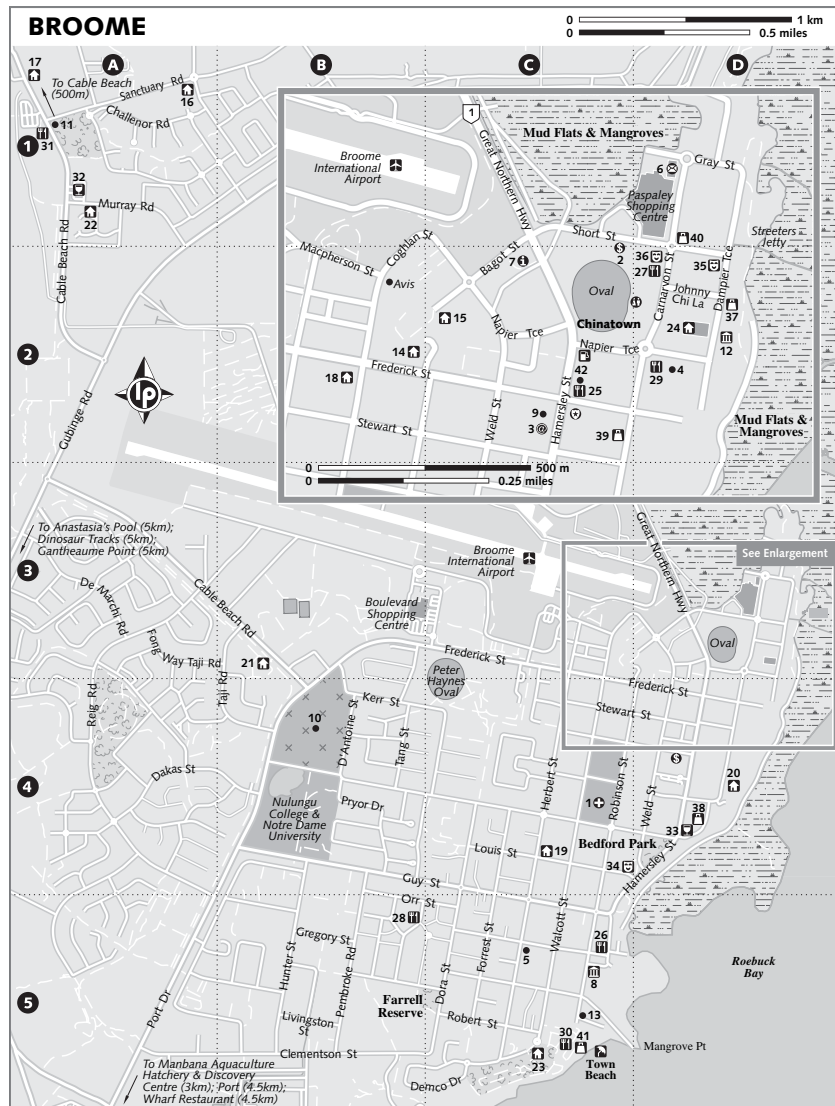 BROOME
0 1 km
0 0.5 miles
A
B
C
D
17
To Cable Beach
(500m)
Sanctuary Rd
16
11
Challenor Rd
1
31
32
Murray Rd
22
Cable Beach Rd
2
Gubinge Rd
lp
1
Great Northern Hwy
Mud Flats & Mangroves
Broome
International
Airport
6
Gray St
Paspaley
Shopping
Centre
Short St
40
Streeters
Jetty
Macpherson St
Coghlan St
Bagot St
7
2
36
27
35
Carnarvon St
Dampier Tce
Avis
Oval
Johnny
Chi La
37
15
Napier Tce
Chinatown
24
12
14
Napier Tce
18
Frederick St
42
25
29
4
Weld St
Hamersley St
9
3
Stewart St
39
Mud Flats &
Mangroves
0 500 m
0 0.25 miles
To Anastasia's Pool (5km);
Dinosaur Tracks (5km);
Gantheaume Point (5km)
3
Broome
International
Airport
Great Northern Hwy
See Enlargement
De Marchi Rd
Cable Beach Rd
Boulevard
Shopping
Centre
Oval
Fong Way
Taji Rd
21
Taji Rd
Frederick St
Peter
Haynes
Oval
Frederick St
Reig Rd
Kerr St
Stewart St
10
D'Antoine St
Tang St
Dakas St
4
Herbert St
1
Robinson St
Weld St
20
Nulungu
College &
Notre Dame
University
Pryor Dr
38
33
Bedford Park
Louis St
19
34
Hamersley St
Guy St
Orr St
28
Walcott St
26
Gregory St
Hunter St
Pembroke Rd
Dora St
Forrest St
5
8
Roebuck
Bay
5
Port Dr
Farrell
Reserve
Livingston
St
Robert St
13
30
41
Mangrove Pt
Clementson St
23
Town
Beach
To Manbana Aquaculture
Hatchery & Discovery
Centre (3km); Port (4.5km);
Wharf Restaurant (4.5km)
Demco Dr